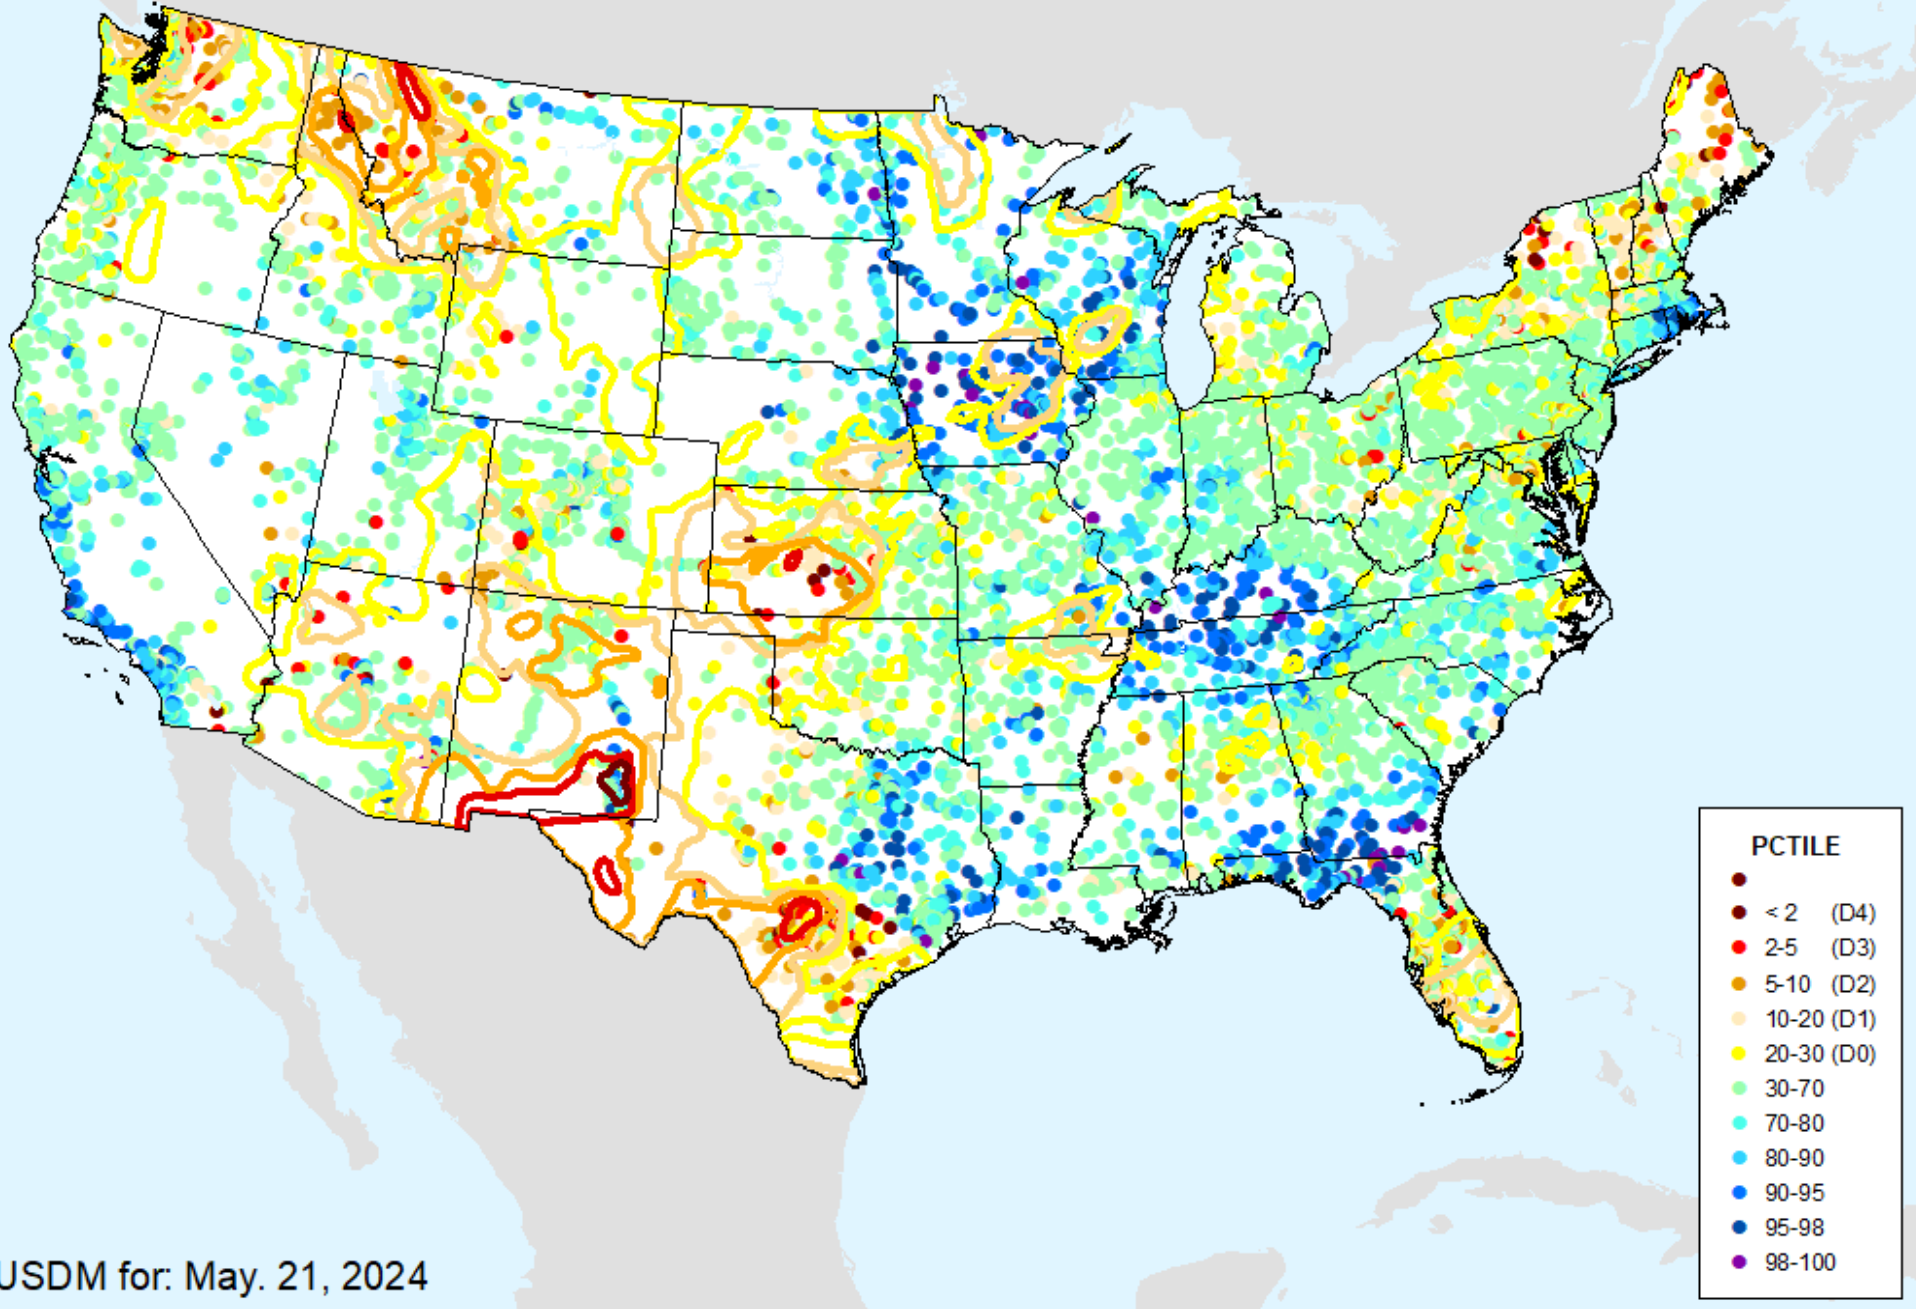 PCTILE
< 2 (D4)
2-5 (D3)
5-10 (D2)
10-20 (D1)
20-30 (D0)
30-70
70-80
80-90
90-95
95-98
98-100
USDM for: May. 21, 2024